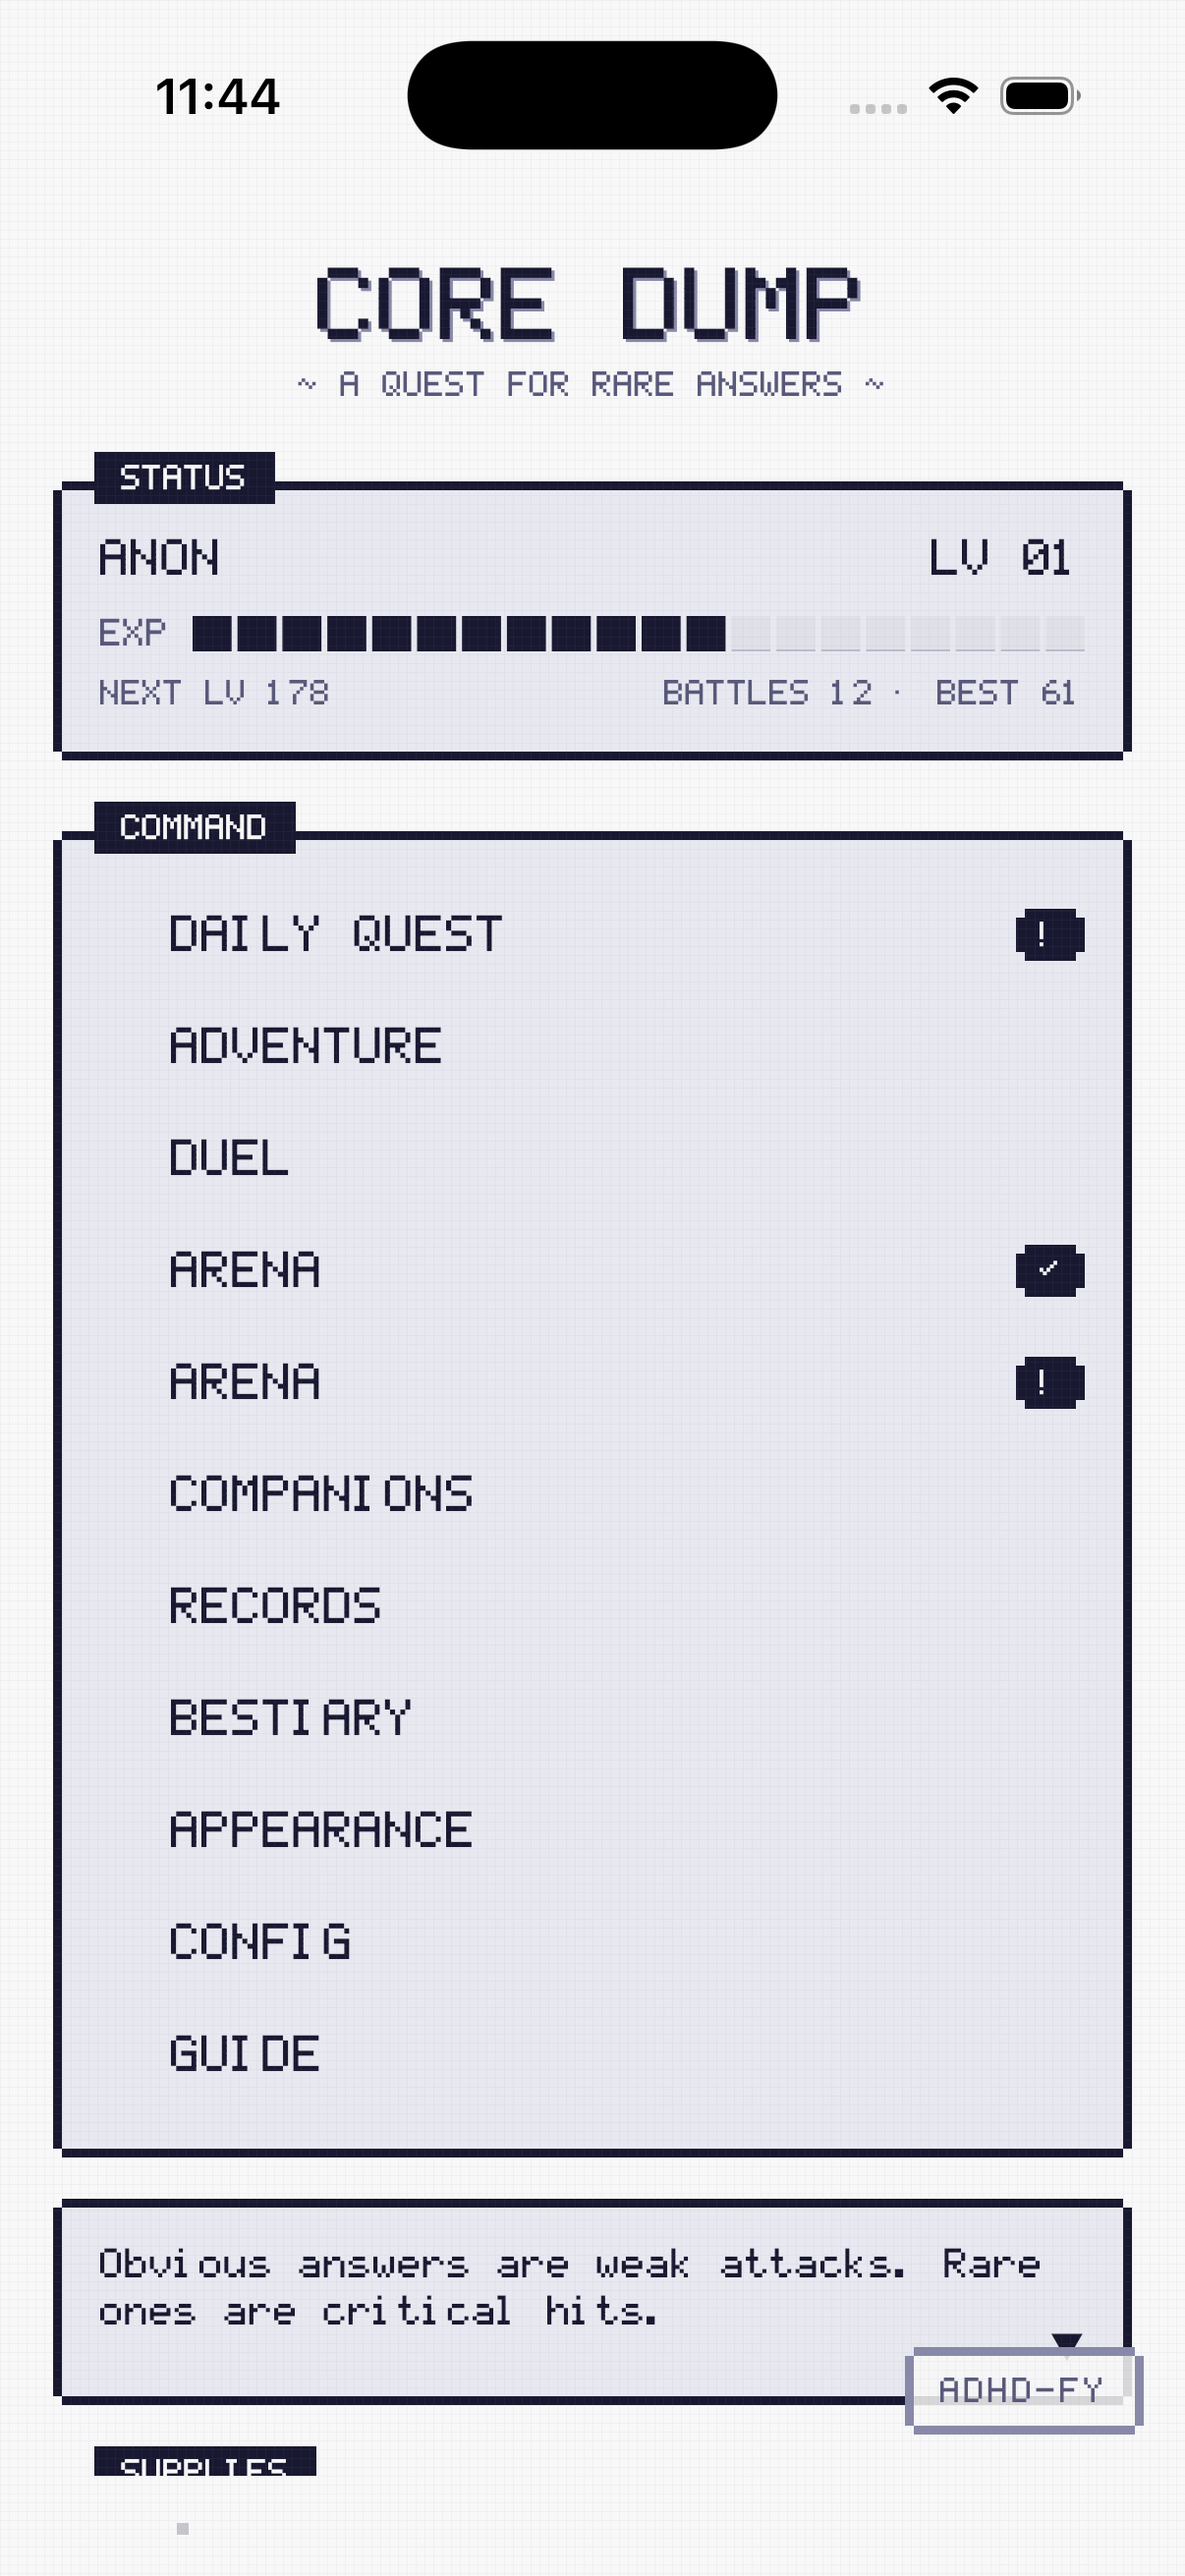 11:44
CORE DUMP
~ A QUEST FOR RARE ANSWERS ~
STATUS
ANON LV 01
EXP
NEXT LV 178 BATTLES 12 · BEST 61
COMMAND
DAILY QUEST !
ADVENTURE
DUEL
ARENA ✓
ARENA !
COMPANIONS
RECORDS
BESTIARY
APPEARANCE
CONFIG
GUIDE
Obvious answers are weak attacks. Rare
ones are critical hits.
ADHD-FY
SUPPLIES